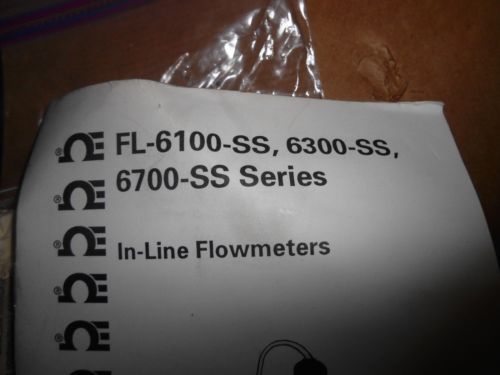 FL-6100-SS, 6300-SS,
6700-SS Series
In-Line Flowmeters